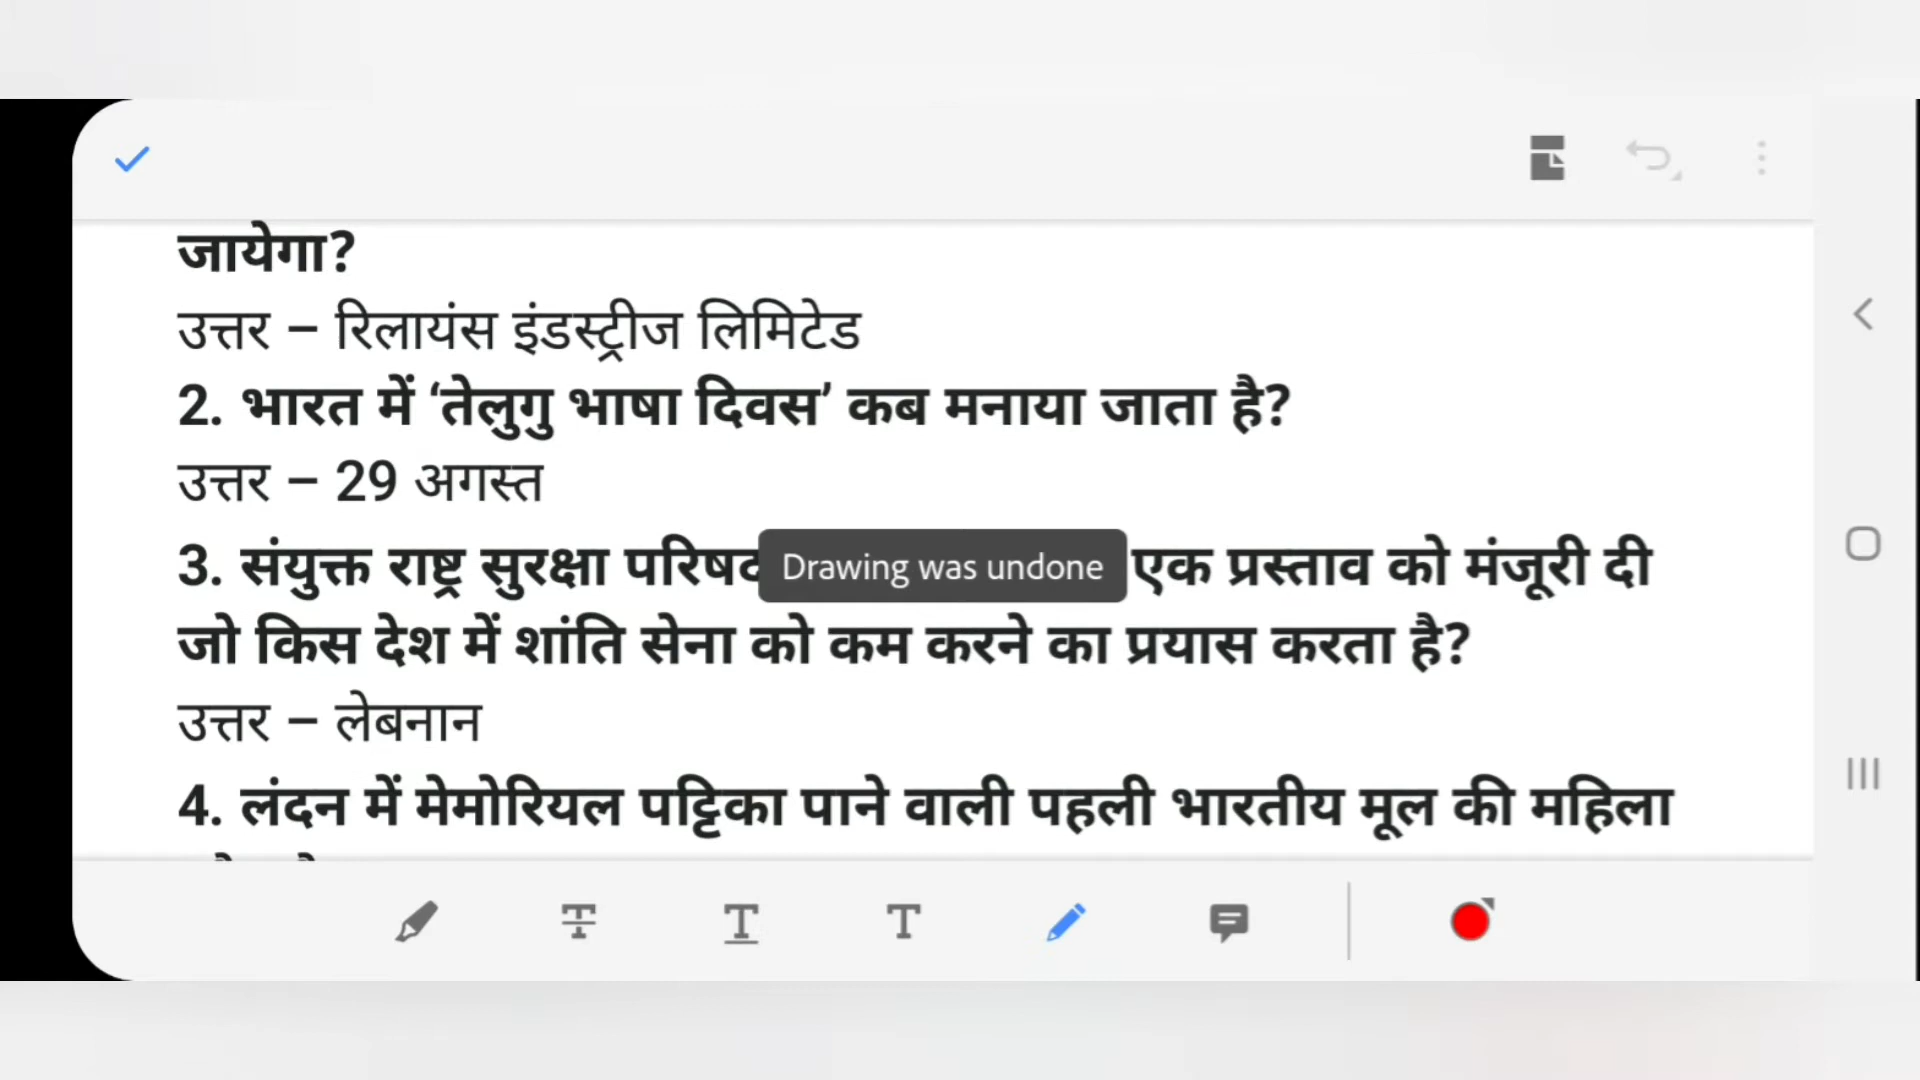 जायेगा?
उत्तर – रिलायंस इंडस्ट्रीज लिमिटेड
2. भारत में ‘तेलुगु भाषा दिवस’ कब मनाया जाता है?
उत्तर – 29 अगस्त
3. संयुक्त राष्ट्र सुरक्षा परिषद Drawing was undone एक प्रस्ताव को मंजूरी दी
जो किस देश में शांति सेना को कम करने का प्रयास करता है?
उत्तर – लेबनान
4. लंदन में मेमोरियल पट्टिका पाने वाली पहली भारतीय मूल की महिला